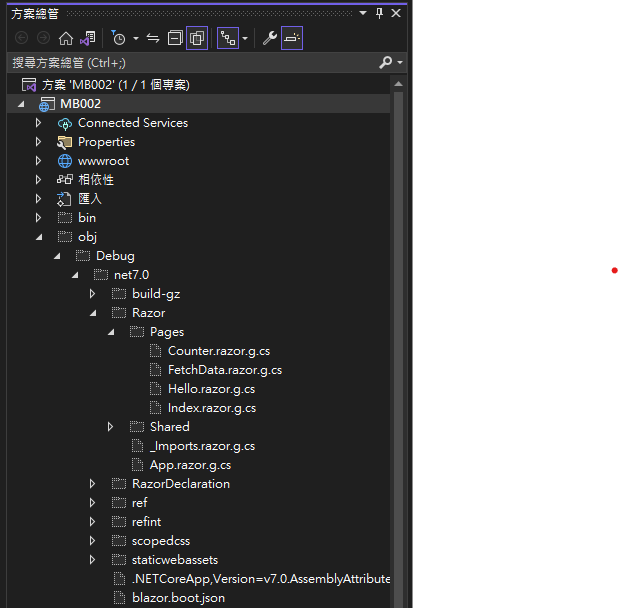 方案總管
搜尋方案總管 (Ctrl+;)
方案 'MB002' (1 / 1 個專案)
MB002
Connected Services
Properties
wwwroot
相依性
匯入
bin
obj
Debug
net7.0
build-gz
Razor
Pages
Counter.razor.g.cs
FetchData.razor.g.cs
Hello.razor.g.cs
Index.razor.g.cs
Shared
_Imports.razor.g.cs
App.razor.g.cs
RazorDeclaration
ref
refint
scopedcss
staticwebassets
.NETCoreApp,Version=v7.0.AssemblyAttribute
blazor.boot.json